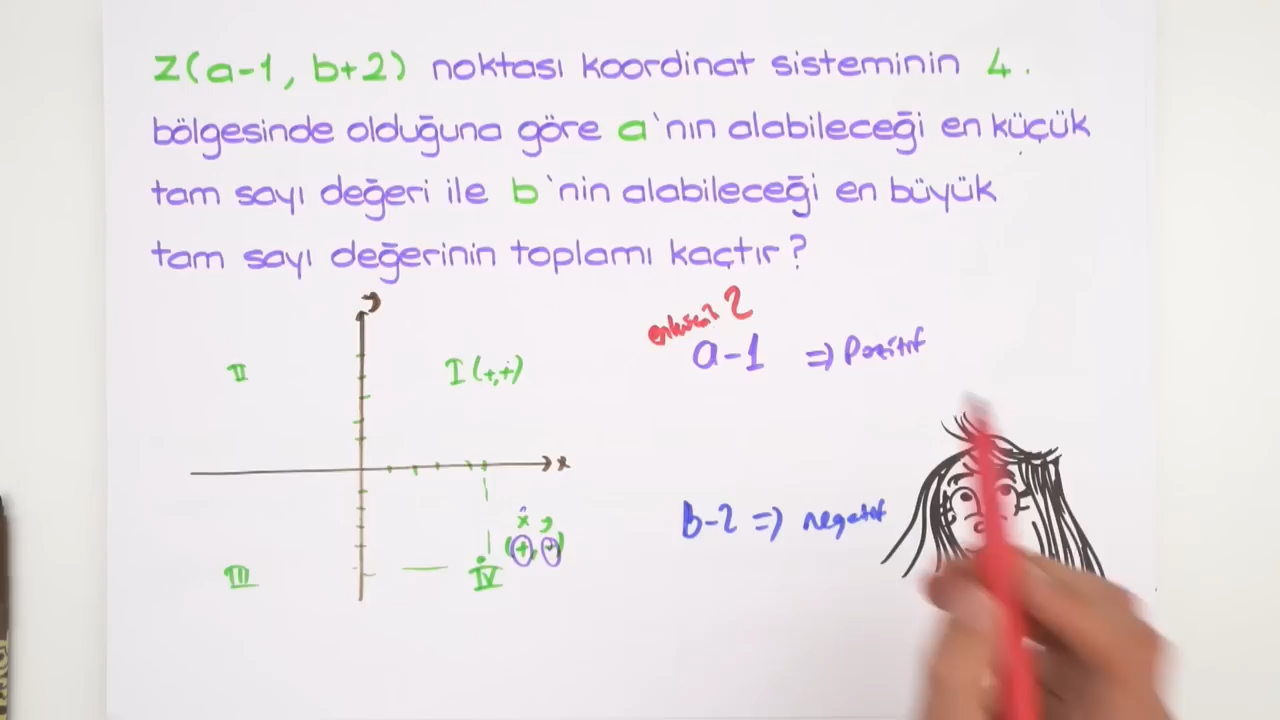 Z(a-1, b+2) noktası koordinat sisteminin 4.
bölgesinde olduğuna göre a'nın alabileceği en küçük
tam sayı değeri ile b'nin alabileceği en büyük
tam sayı değerinin toplamı kaçtır?
y
en küçük 2
a-1 => Pozitif
II
I (+,+)
x
x y
b-2 => negatif
(+,-)
III
IV